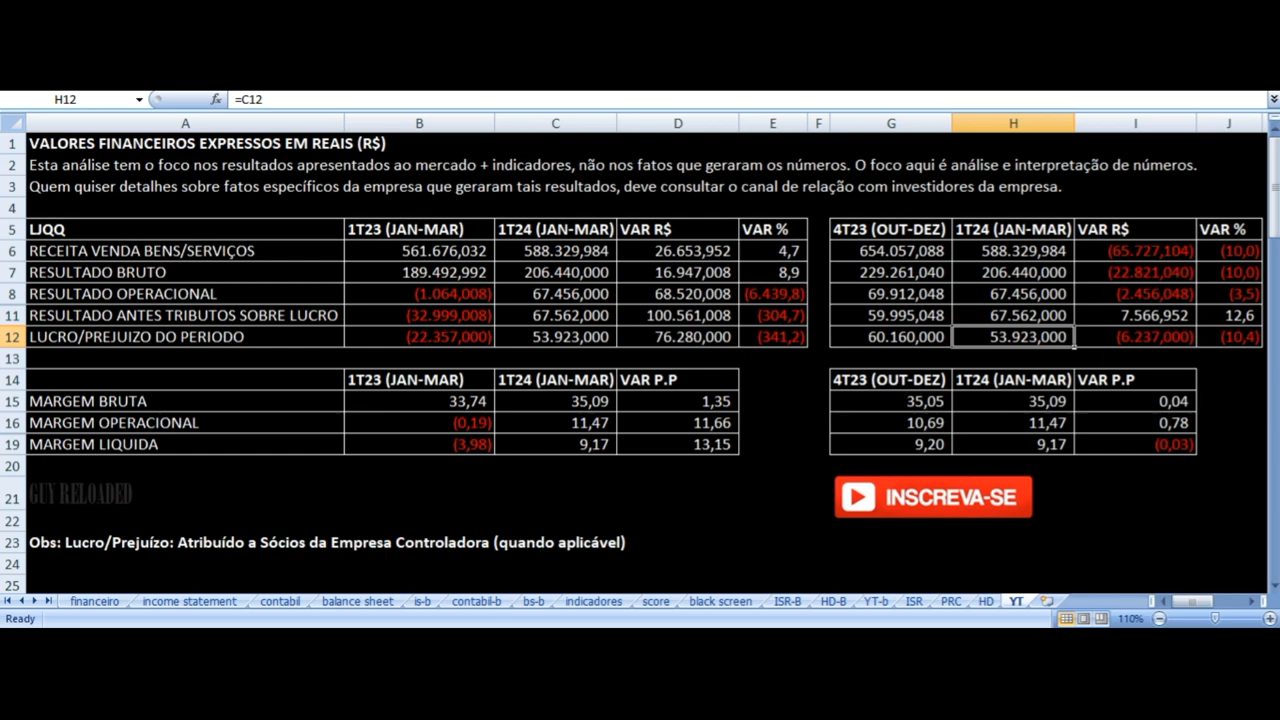 H12 fx =C12
A B C D E F G H I J
1 VALORES FINANCEIROS EXPRESSOS EM REAIS (R$)
2 Esta análise tem o foco nos resultados apresentados ao mercado + indicadores, não nos fatos que geraram os números. O foco aqui é análise e interpretação de números.
3 Quem quiser detalhes sobre fatos específicos da empresa que geraram tais resultados, deve consultar o canal de relação com investidores da empresa.
4
5 LJQQ 1T23 (JAN-MAR) 1T24 (JAN-MAR) VAR R$ VAR % 4T23 (OUT-DEZ) 1T24 (JAN-MAR) VAR R$ VAR %
6 RECEITA VENDA BENS/SERVIÇOS 561.676,032 588.329,984 26.653,952 4,7 654.057,088 588.329,984 (65.727,104) (10,0)
7 RESULTADO BRUTO 189.492,992 206.440,000 16.947,008 8,9 229.261,040 206.440,000 (22.821,040) (10,0)
8 RESULTADO OPERACIONAL (1.064,008) 67.456,000 68.520,008 (6.439,8) 69.912,048 67.456,000 (2.456,048) (3,5)
11 RESULTADO ANTES TRIBUTOS SOBRE LUCRO (32.999,008) 67.562,000 100.561,008 (304,7) 59.995,048 67.562,000 7.566,952 12,6
12 LUCRO/PREJUIZO DO PERIODO (22.357,000) 53.923,000 76.280,000 (341,2) 60.160,000 53.923,000 (6.237,000) (10,4)
13
14 1T23 (JAN-MAR) 1T24 (JAN-MAR) VAR P.P 4T23 (OUT-DEZ) 1T24 (JAN-MAR) VAR P.P
15 MARGEM BRUTA 33,74 35,09 1,35 35,05 35,09 0,04
16 MARGEM OPERACIONAL (0,19) 11,47 11,66 10,69 11,47 0,78
19 MARGEM LIQUIDA (3,98) 9,17 13,15 9,20 9,17 (0,03)
20
21 GUY RELOADED INSCREVA-SE
22
23 Obs: Lucro/Prejuízo: Atribuído a Sócios da Empresa Controladora (quando aplicável)
24
25
financeiro income statement contabil balance sheet is-b contabil-b bs-b indicadores score black screen ISR-B HD-B YT-b ISR PRC HD YT
Ready 110%